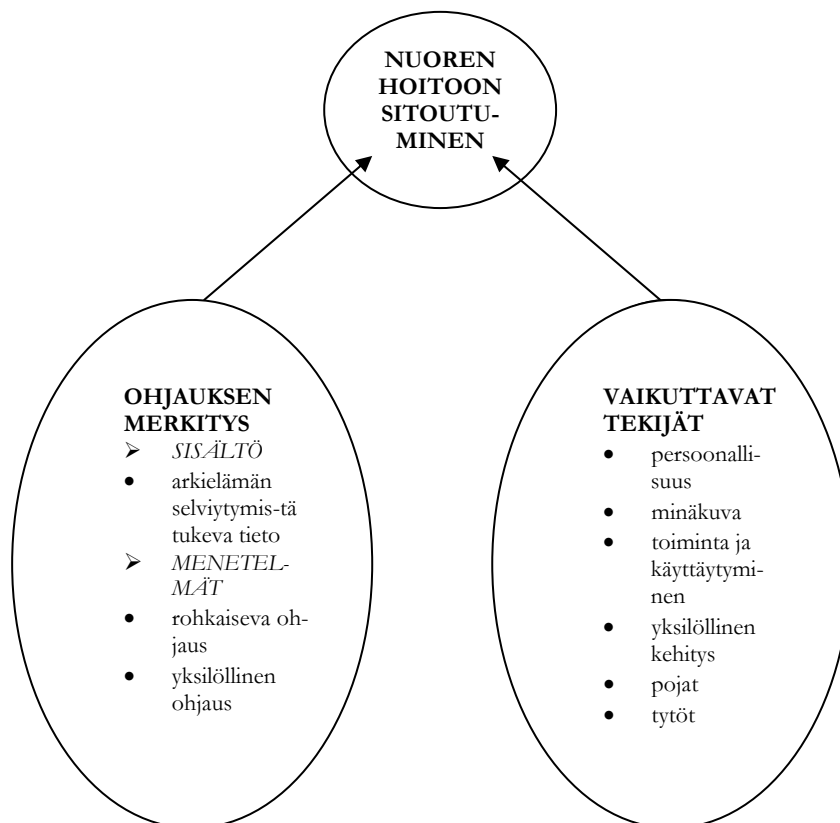 NUOREN
HOITOON
SITOUTU-
MINEN
OHJAUKSEN
MERKITYS
➢ SISÄLTÖ
• arkielämän
selviytymis-tä
tukeva tieto
➢ MENETEL-
MÄT
• rohkaiseva oh-
jaus
• yksilöllinen
ohjaus
VAIKUTTAVAT
TEKIJÄT
• persoonalli-
suus
• minäkuva
• toiminta ja
käyttäytymi-
nen
• yksilöllinen
kehitys
• pojat
• tytöt